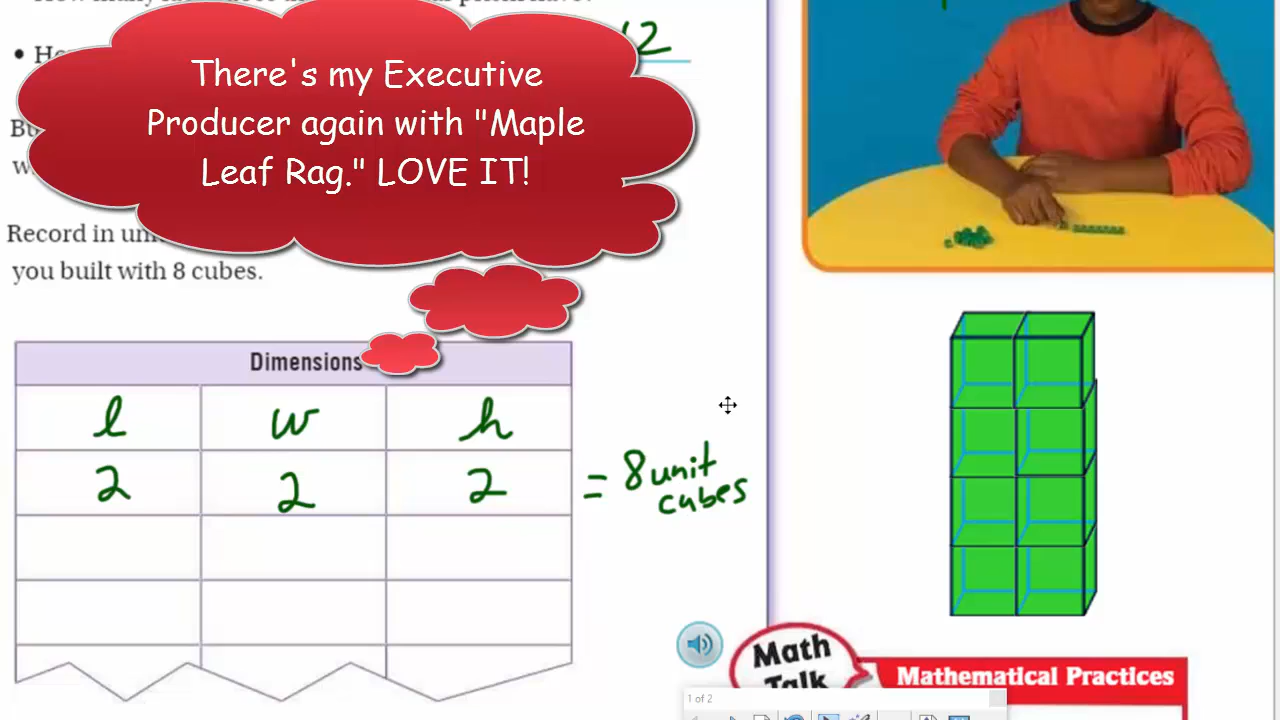 12
There's my Executive
Producer again with "Maple
Leaf Rag." LOVE IT!
Record in
you built with 8 cubes.
Dimensions
l w h
2 2 2 = 8 unit cubes
Math
Talk
Mathematical Practices
1 of 2